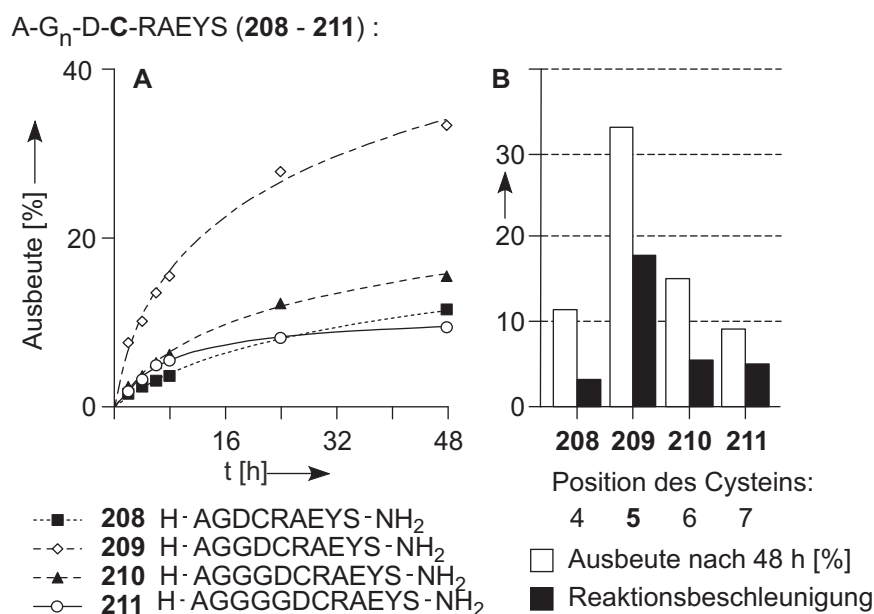 A-Gn-D-C-RAEYS (208 - 211) :
A
B
Ausbeute [%]
40
20
0
16 32 48
t [h]
30
20
10
0
208 209 210 211
Position des Cysteins:
4 5 6 7
208 H-AGDCRAEYS-NH2
209 H-AGGDCRAEYS-NH2
210 H-AGGGDCRAEYS-NH2
211 H-AGGGGDCRAEYS-NH2
Ausbeute nach 48 h [%]
Reaktionsbeschleunigung